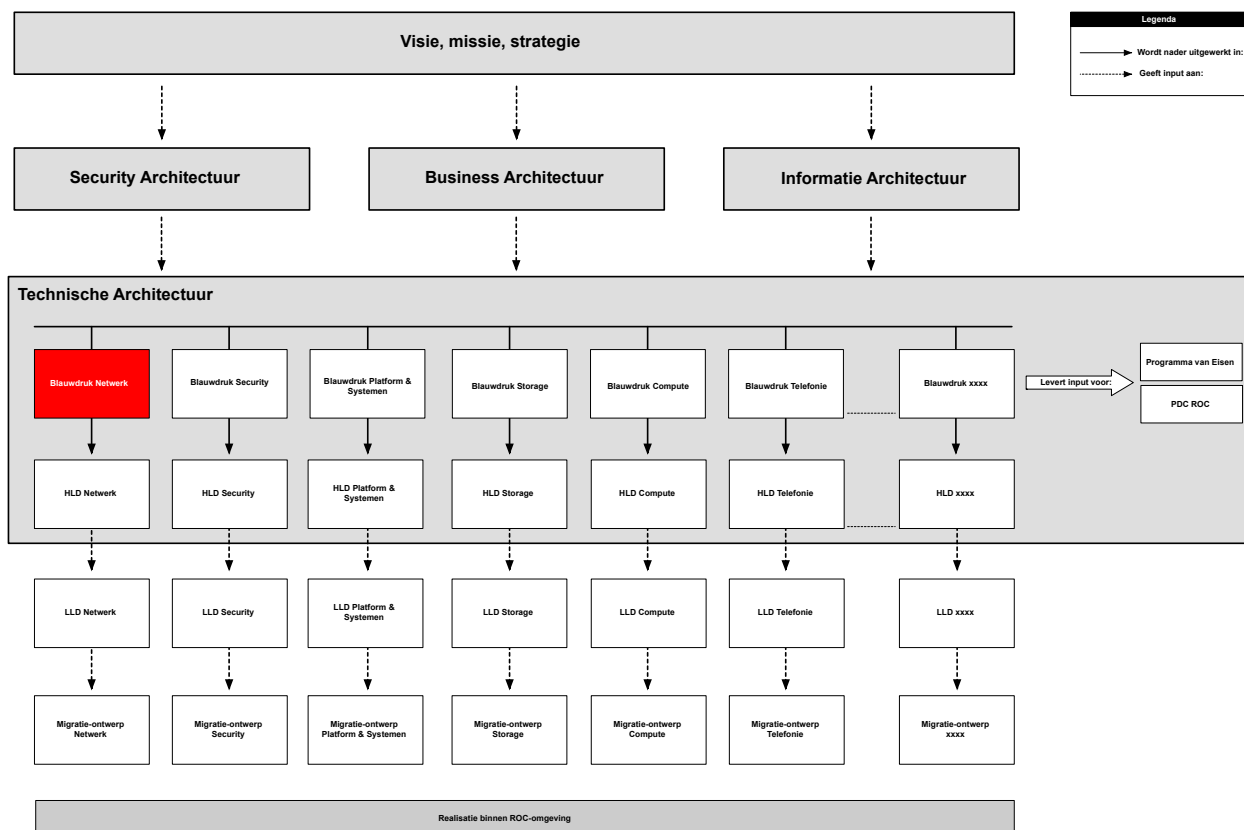 Legenda
Visie, missie, strategie
Wordt nader uitgewerkt in:
Geeft input aan:
Security Architectuur
Business Architectuur
Informatie Architectuur
Technische Architectuur
Blauwdruk Netwerk
Blauwdruk Security
Blauwdruk Platform &
Systemen
Blauwdruk Storage
Blauwdruk Compute
Blauwdruk Telefonie
Blauwdruk xxxx
Levert input voor:
Programma van Eisen
PDC ROC
HLD Netwerk
HLD Security
HLD Platform &
Systemen
HLD Storage
HLD Compute
HLD Telefonie
HLD xxxx
LLD Netwerk
LLD Security
LLD Platform &
Systemen
LLD Storage
LLD Compute
LLD Telefonie
LLD xxxx
Migratie-ontwerp
Netwerk
Migratie-ontwerp
Security
Migratie-ontwerp
Platform & Systemen
Migratie-ontwerp
Storage
Migratie-ontwerp
Compute
Migratie-ontwerp
Telefonie
Migratie-ontwerp
xxxx
Realisatie binnen ROC-omgeving